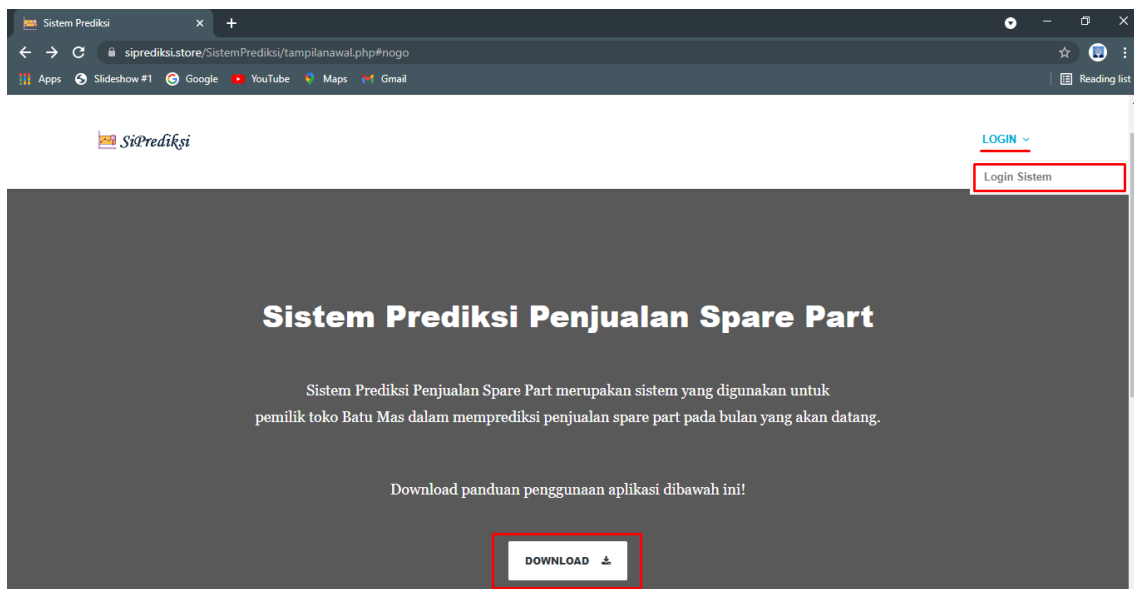 Sistem Prediksi
siprediksi.store/SistemPrediksi/tampilanawal.php#nogo
Apps Slideshow #1 Google YouTube Maps Gmail Reading list
SiPrediksi
LOGIN
Login Sistem
Sistem Prediksi Penjualan Spare Part
Sistem Prediksi Penjualan Spare Part merupakan sistem yang digunakan untuk
pemilik toko Batu Mas dalam memprediksi penjualan spare part pada bulan yang akan datang.
Download panduan penggunaan aplikasi dibawah ini!
DOWNLOAD